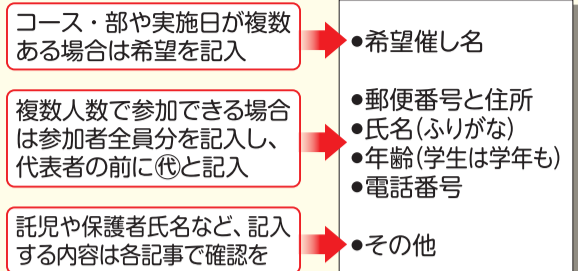 コース・部や実施日が複数
ある場合は希望を記入
●希望催し名
複数人数で参加できる場合
は参加者全員分を記入し、
代表者の前に㈹と記入
●郵便番号と住所
●氏名(ふりがな)
●年齢(学生は学年も)
●電話番号
託児や保護者氏名など、記入
する内容は各記事で確認を
●その他